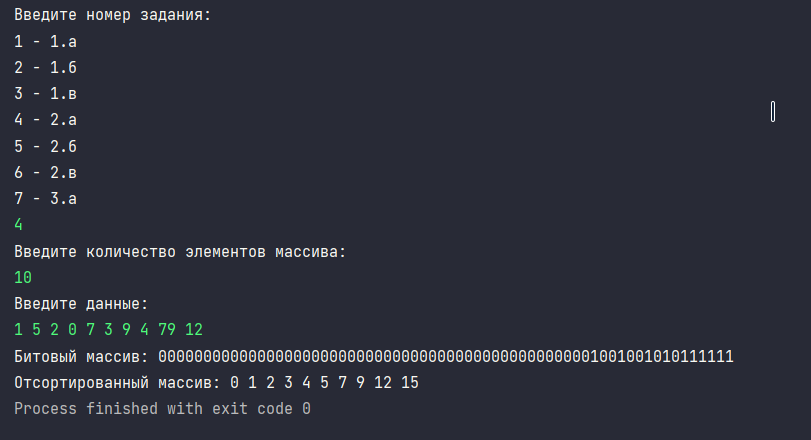 Введите номер задания:
1 - 1.а
2 - 1.б
3 - 1.в
4 - 2.а
5 - 2.б
6 - 2.в
7 - 3.а
4
Введите количество элементов массива:
10
Введите данные:
1 5 2 0 7 3 9 4 79 12
Битовый массив: 0000000000000000000000000000000000000000000000001001001010111111
Отсортированный массив: 0 1 2 3 4 5 7 9 12 15
Process finished with exit code 0